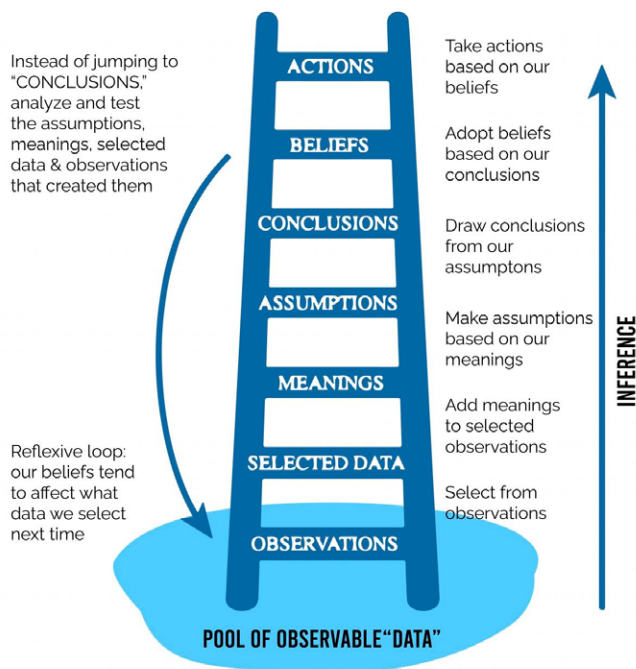 Instead of jumping to
“CONCLUSIONS,”
analyze and test
the assumptions,
meanings, selected
data & observations
that created them
Reflexive loop:
our beliefs tend
to affect what
data we select
next time
ACTIONS
BELIEFS
CONCLUSIONS
ASSUMPTIONS
MEANINGS
SELECTED DATA
OBSERVATIONS
POOL OF OBSERVABLE“DATA”
Take actions
based on our
beliefs
Adopt beliefs
based on our
conclusions
Draw conclusions
from our
assumptons
Make assumptions
based on our
meanings
Add meanings
to selected
observations
Select from
observations
INFERENCE